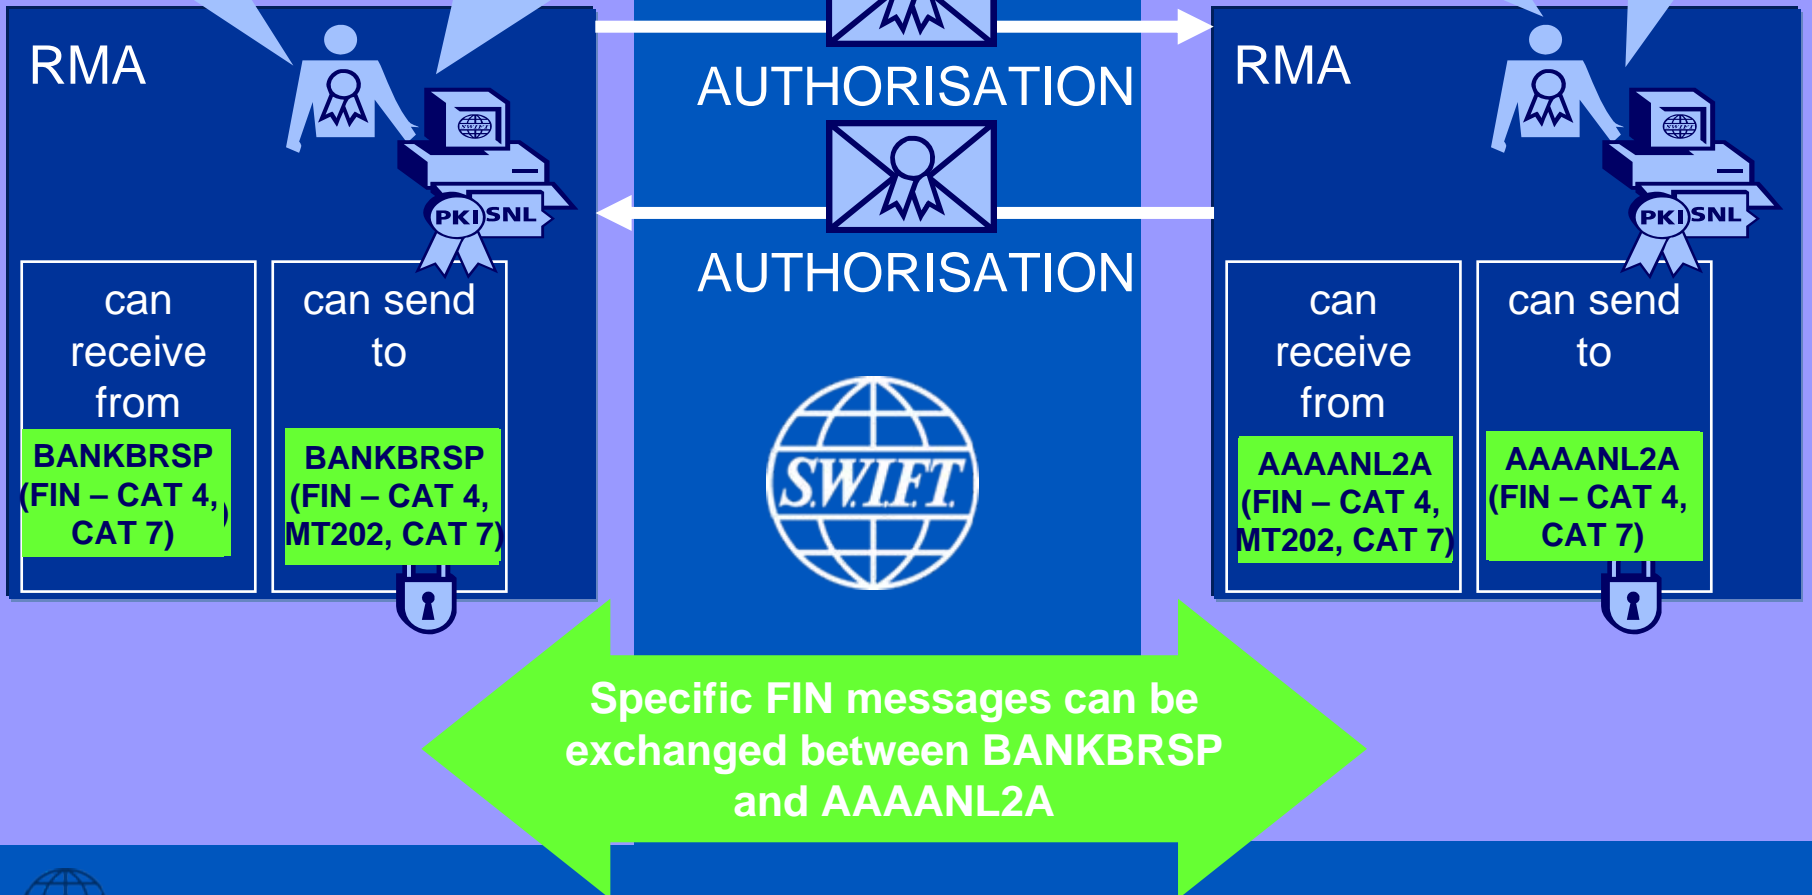 RMA
PKI SNL
can
receive
from
BANKBRSP
(FIN – CAT 4,
CAT 7)
can send
to
BANKBRSP
(FIN – CAT 4,
MT202, CAT 7)
AUTHORISATION
AUTHORISATION
S.W.I.F.T.
RMA
PKI SNL
can
receive
from
AAAANL2A
(FIN – CAT 4,
MT202, CAT 7)
can send
to
AAAANL2A
(FIN – CAT 4,
CAT 7)
Specific FIN messages can be
exchanged between BANKBRSP
and AAAANL2A